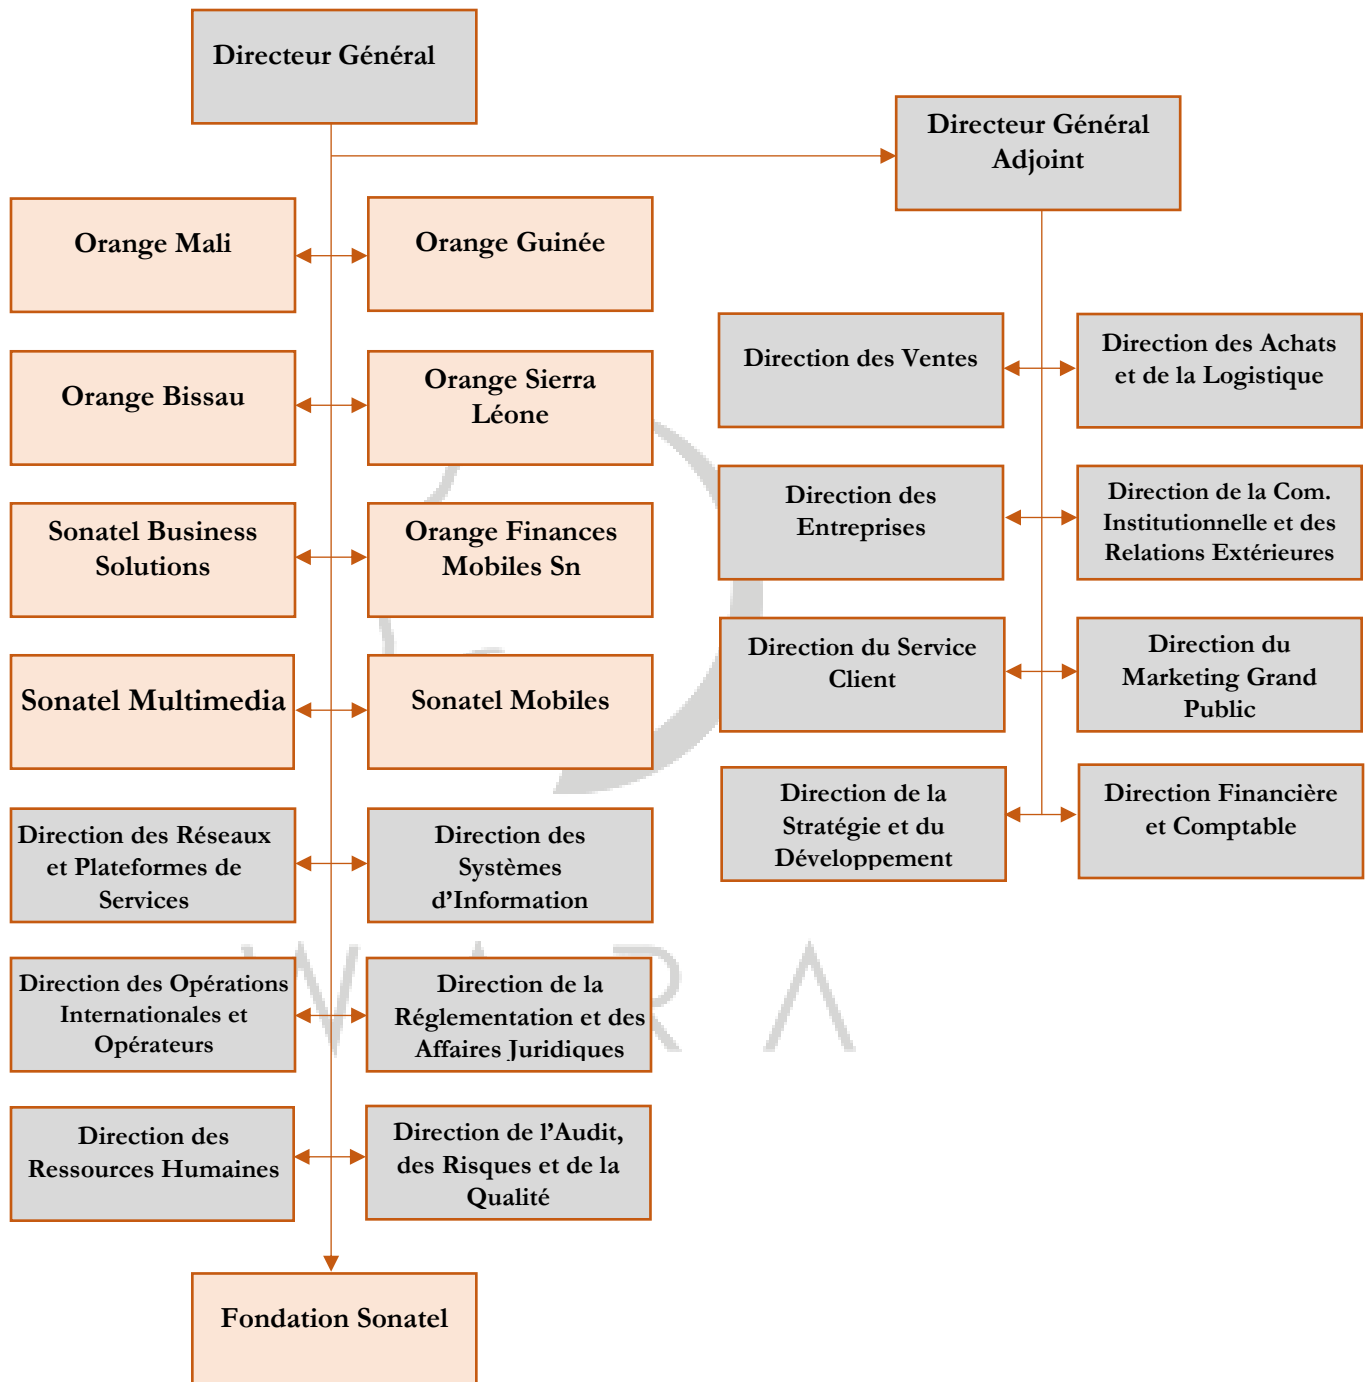 Directeur Général
Directeur Général
Adjoint
Orange Mali
Orange Guinée
Orange Bissau
Orange Sierra
Léone
Sonatel Business
Solutions
Orange Finances
Mobiles Sn
Sonatel Multimedia
Sonatel Mobiles
Direction des Réseaux
et Plateformes de
Services
Direction des
Systèmes
d’Information
Direction des Opérations
Internationales et
Opérateurs
Direction de la
Réglementation et des
Affaires Juridiques
Direction des
Ressources Humaines
Direction de l’Audit,
des Risques et de la
Qualité
Fondation Sonatel
Direction des Ventes
Direction des Achats
et de la Logistique
Direction des
Entreprises
Direction de la Com.
Institutionnelle et des
Relations Extérieures
Direction du Service
Client
Direction du
Marketing Grand
Public
Direction de la
Stratégie et du
Développement
Direction Financière
et Comptable
WARA